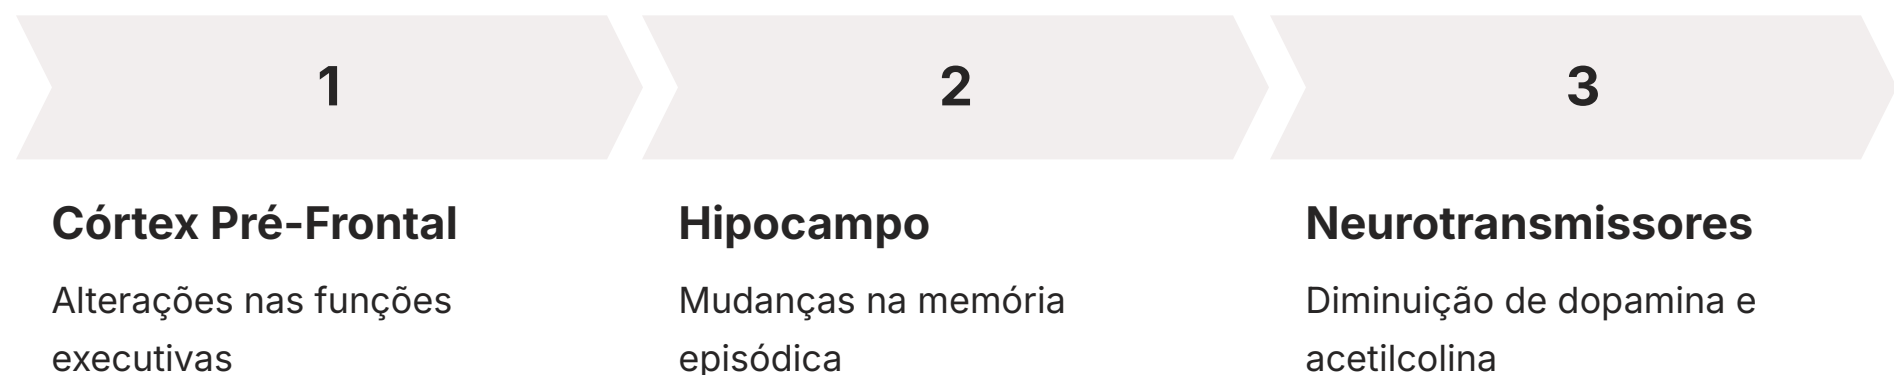 1
2
3
Córtex Pré-Frontal
Alterações nas funções
executivas
Hipocampo
Mudanças na memória
episódica
Neurotransmissores
Diminuição de dopamina e
acetilcolina